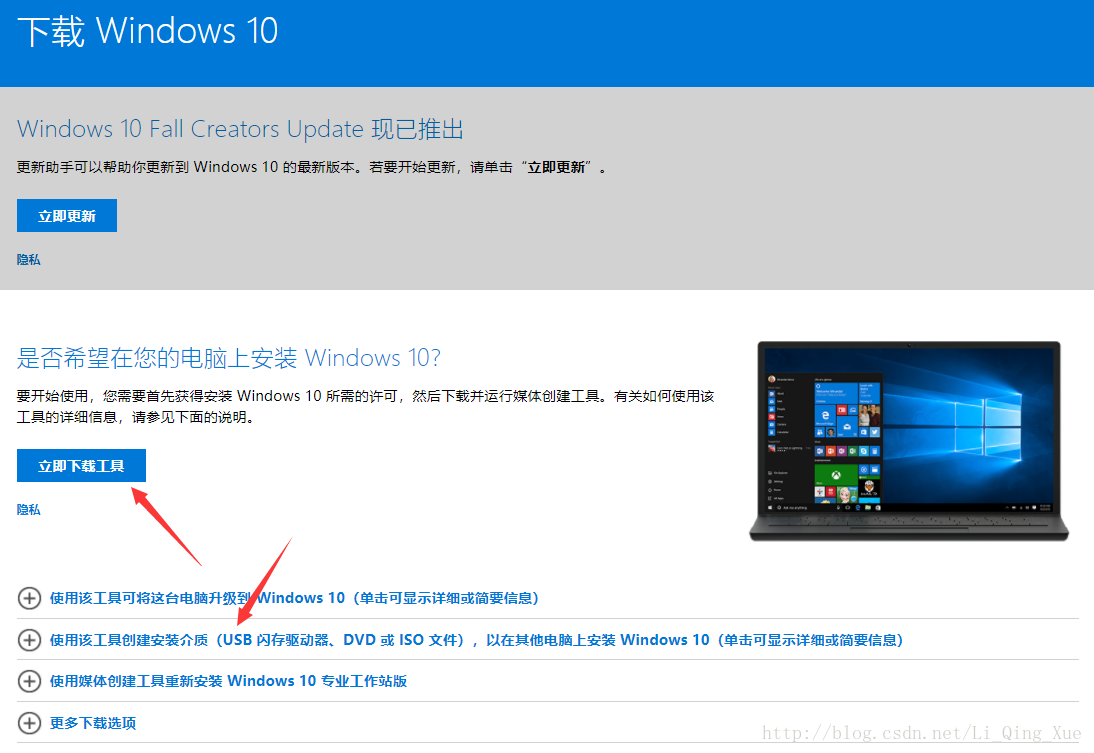 下载 Windows 10
Windows 10 Fall Creators Update 现已推出
更新助手可以帮助你更新到 Windows 10 的最新版本。若要开始更新，请单击“立即更新”。
立即更新
隐私
是否希望在您的电脑上安装 Windows 10?
要开始使用，您需要首先获得安装 Windows 10 所需的许可，然后下载并运行媒体创建工具。有关如何使用该
工具的详细信息，请参见下面的说明。
立即下载工具
隐私
使用该工具可将这台电脑升级到 Windows 10（单击可显示详细或简要信息）
使用该工具创建安装介质（USB 闪存驱动器、DVD 或 ISO 文件），以在其他电脑上安装 Windows 10（单击可显示详细或简要信息）
使用媒体创建工具重新安装 Windows 10 专业工作站版
更多下载选项
http://blog.csdn.net/Li_Qing_Xue